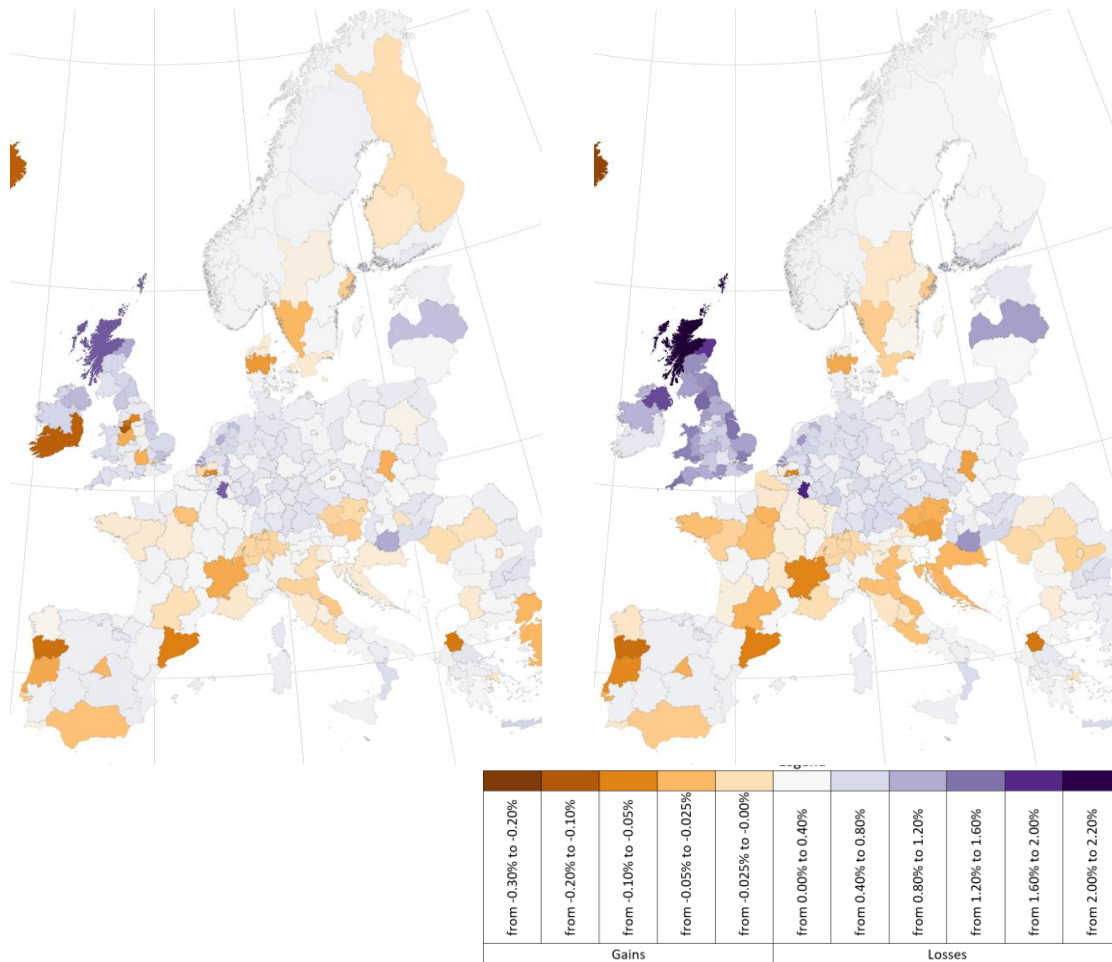 Legend
from -0.30% to -0.20%
from -0.20% to -0.10%
from -0.10% to -0.05%
from -0.05% to -0.025%
from -0.025% to -0.00%
from 0.00% to 0.40%
from 0.40% to 0.80%
from 0.80% to 1.20%
from 1.20% to 1.60%
from 1.60% to 2.00%
from 2.00% to 2.20%
Gains
Losses